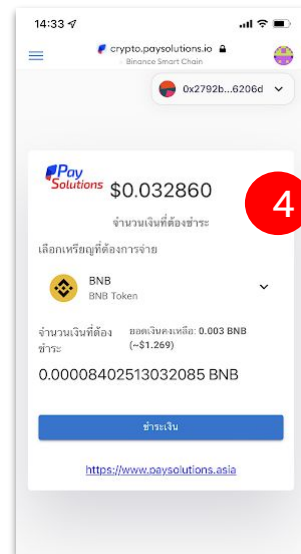 14:33
crypto.paysolutions.io
Binance Smart Chain
0x2792b...6206d
Pay
Solutions
$0.032860
4
จำนวนเงินที่ต้องชำระ
เลือกเหรียญที่ต้องการจ่าย
BNB
BNB Token
จำนวนเงินที่ต้อง
ชำระ
ยอดเงินคงเหลือ: 0.003 BNB
(~$1.269)
0.00008402513032085 BNB
ชำระเงิน
https://www.paysolutions.asia